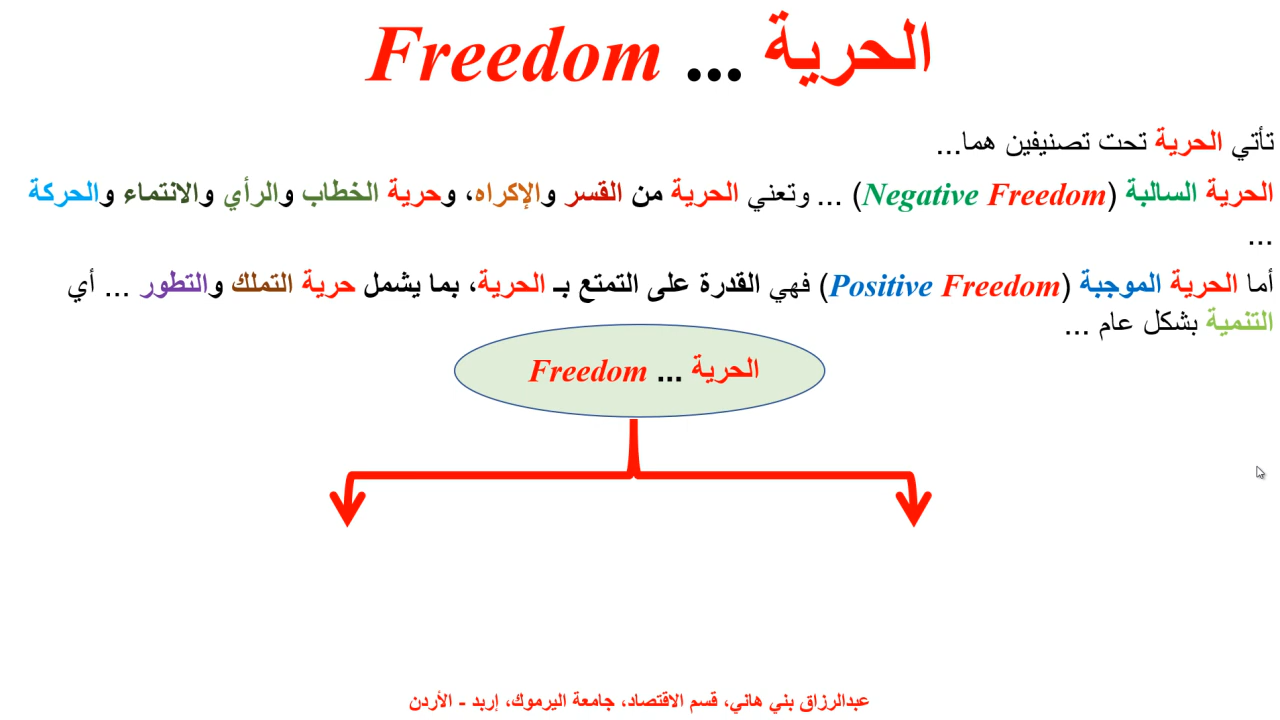 الحرية ... Freedom
تأتي الحرية تحت تصنيفين هما...
الحرية السالبة (Negative Freedom) ... وتعني الحرية من القسر والإكراه، وحرية الخطاب والرأي والانتماء والحركة
...
أما الحرية الموجبة (Positive Freedom) فهي القدرة على التمتع بـ الحرية، بما يشمل حرية التملك والتطور ... أي
التنمية بشكل عام ...
الحرية ... Freedom
عبدالرزاق بني هاني، قسم الاقتصاد، جامعة اليرموك، إربد - الأردن